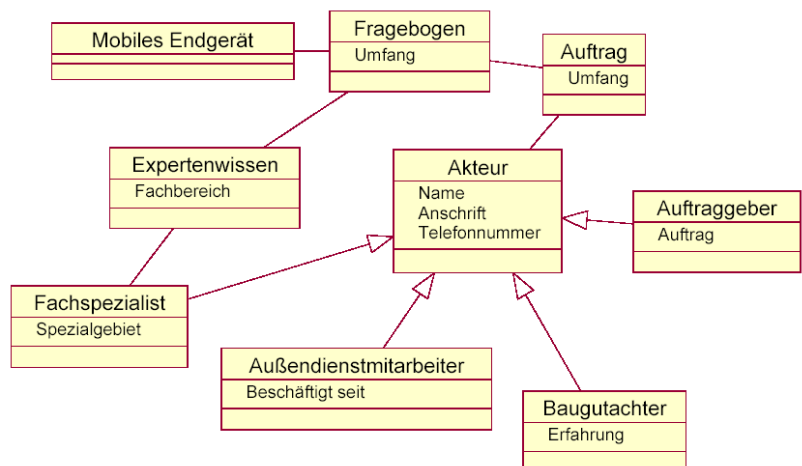 Mobiles Endgerät
Fragebogen
Umfang
Auftrag
Umfang
Expertenwissen
Fachbereich
Akteur
Name
Anschrift
Telefonnummer
Auftraggeber
Auftrag
Fachspezialist
Spezialgebiet
Außendienstmitarbeiter
Beschäftigt seit
Baugutachter
Erfahrung